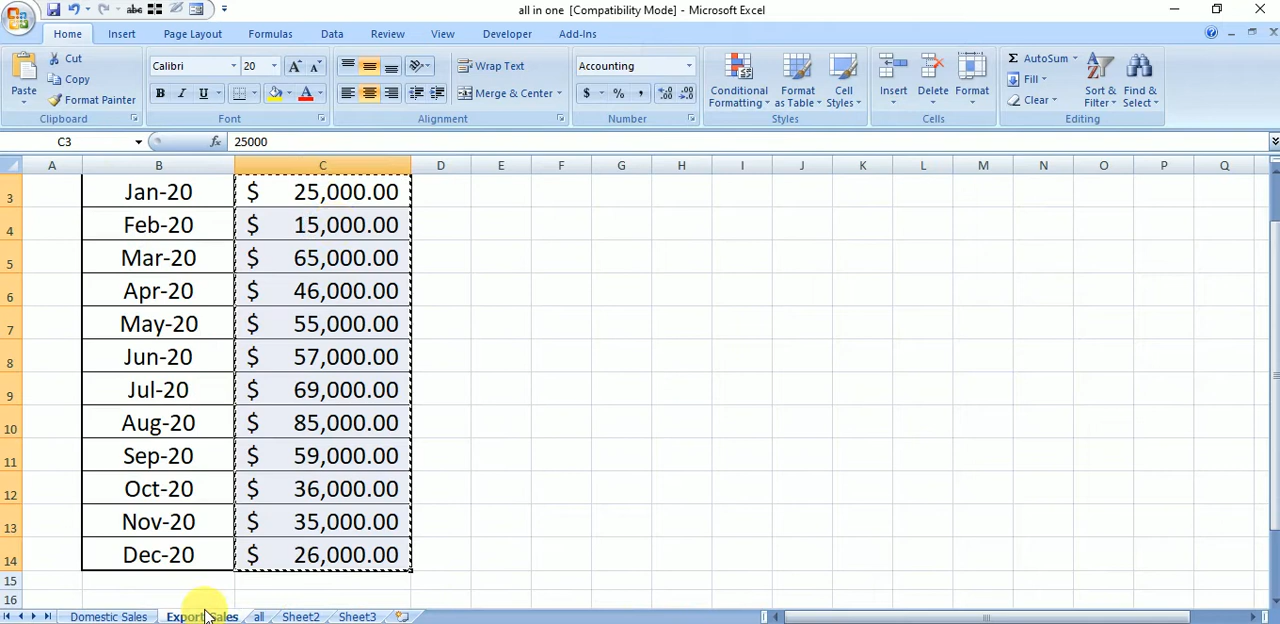 all in one [Compatibility Mode] - Microsoft Excel
Home Insert Page Layout Formulas Data Review View Developer Add-Ins
Paste
Cut
Copy
Format Painter
Clipboard
Calibri 20
B I U
Font
Wrap Text
Merge & Center
Alignment
Accounting
$ % ,
Number
Conditional Formatting
Format as Table
Cell Styles
Styles
Insert Delete Format
Cells
Σ AutoSum
Fill
Clear
Sort & Filter
Find & Select
Editing
C3 fx 25000
A B C D E F G H I J K L M N O P Q
3 Jan-20 $ 25,000.00
4 Feb-20 $ 15,000.00
5 Mar-20 $ 65,000.00
6 Apr-20 $ 46,000.00
7 May-20 $ 55,000.00
8 Jun-20 $ 57,000.00
9 Jul-20 $ 69,000.00
10 Aug-20 $ 85,000.00
11 Sep-20 $ 59,000.00
12 Oct-20 $ 36,000.00
13 Nov-20 $ 35,000.00
14 Dec-20 $ 26,000.00
15
16
Domestic Sales Export Sales all Sheet2 Sheet3